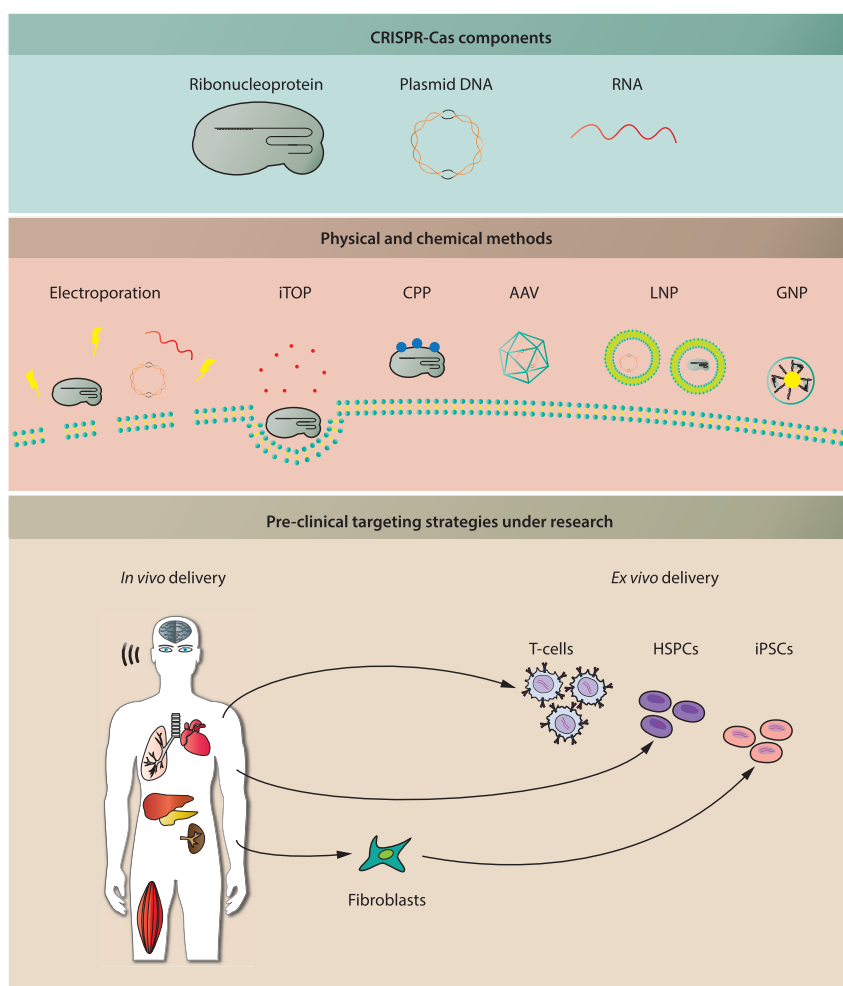 CRISPR-Cas components
Ribonucleoprotein
Plasmid DNA
RNA
Physical and chemical methods
Electroporation
iTOP
CPP
AAV
LNP
GNP
Pre-clinical targeting strategies under research
In vivo delivery
Ex vivo delivery
T-cells
HSPCs
iPSCs
Fibroblasts